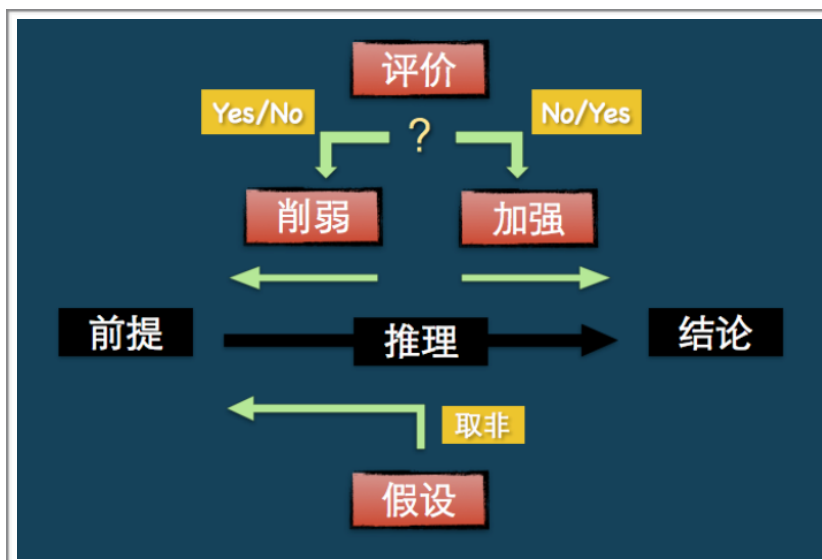 评价
Yes/No
?
No/Yes
削弱
加强
前提
推理
结论
取非
假设